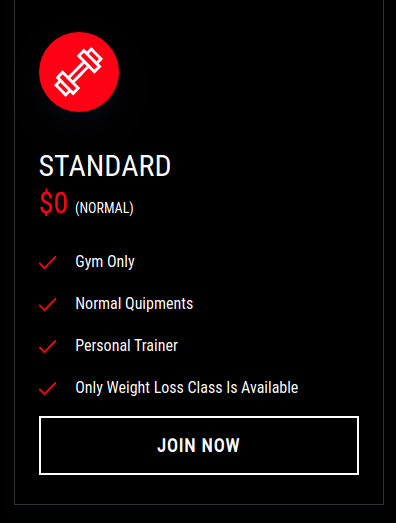 STANDARD
$0 (NORMAL)
Gym Only
Normal Quipments
Personal Trainer
Only Weight Loss Class Is Available
JOIN NOW